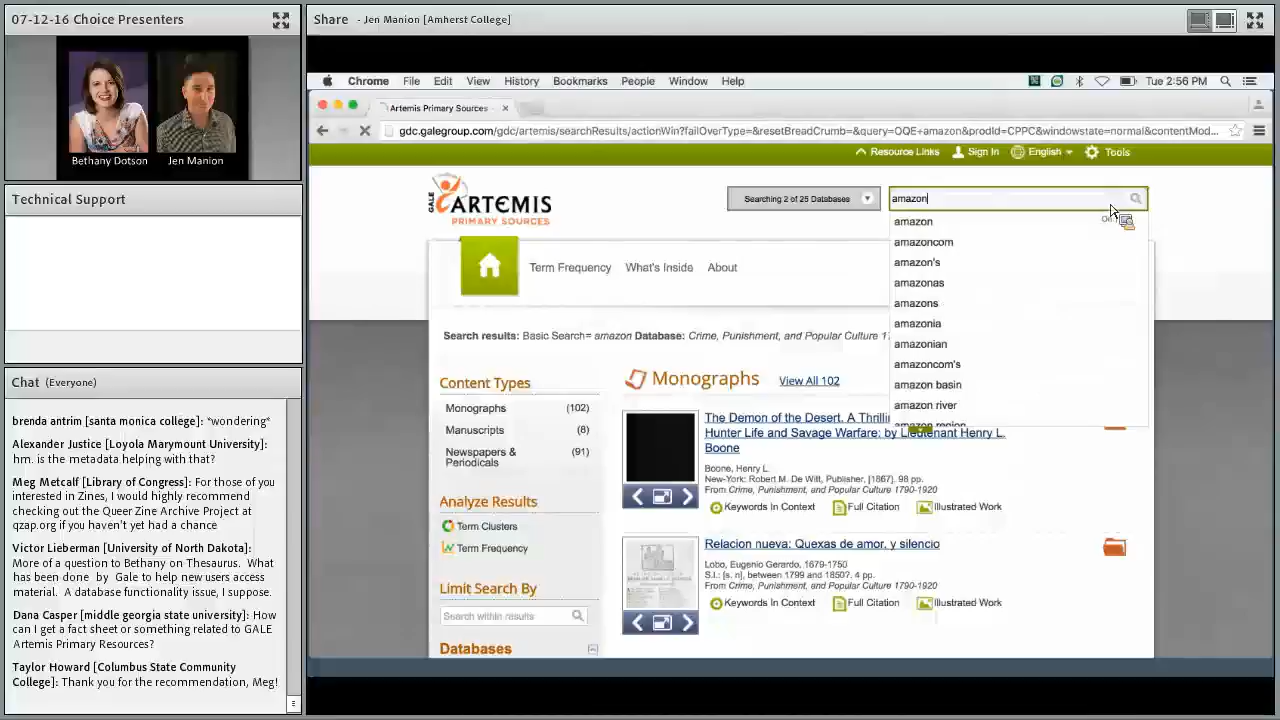 07-12-16 Choice Presenters
Bethany Dotson
Jen Manion
Technical Support
Chat (Everyone)
brenda antrim [santa monica college]: *wondering*
Alexander Justice [Loyola Marymount University]:
hm. is the metadata helping with that?
Meg Metcalf [Library of Congress]: For those of you
interested in Zines, I would highly recommend
checking out the Queer Zine Archive Project at
qzap.org if you haven't yet had a chance
Victor Lieberman [University of North Dakota]:
More of a question to Bethany on Thesaurus. What
has been done by Gale to help new users access
material. A database functionality issue, I suppose.
Dana Casper [middle georgia state university]: How
can I get a fact sheet or something related to GALE
Artemis Primary Resources?
Taylor Howard [Columbus State Community
College]: Thank you for the recommendation, Meg!
Share - Jen Manion [Amherst College]
Chrome File Edit View History Bookmarks People Window Help
Tue 2:56 PM
Artemis Primary Sources
gdc.galegroup.com/gdc/artemis/searchResults/actionWin?failOverType=&resetBreadCrumb=&query=OQE+amazon&prodId=CPPC&windowstate=normal&contentMod...
Resource Links Sign In English Tools
GALE ARTEMIS
PRIMARY SOURCES
Searching 2 of 25 Databases
amazon
amazon
amazoncom
amazon's
amazonas
amazons
amazonia
amazonian
amazoncom's
amazon basin
amazon river
amazon region
Term Frequency What's Inside About
Search results: Basic Search= amazon Database: Crime, Punishment, and Popular Culture
Content Types
Monographs (102)
Manuscripts (8)
Newspapers & Periodicals (91)
Analyze Results
Term Clusters
Term Frequency
Limit Search By
Search within results
Databases
Monographs View All 102
The Demon of the Desert. A Thrilli
Hunter Life and Savage Warfare: by Lieutenant Henry L.
Boone
Boone, Henry L.
New-York: Robert M. De Witt, Publisher, [1867]. 98 pp.
From Crime, Punishment, and Popular Culture 1790-1920
Keywords In Context Full Citation Illustrated Work
Relacion nueva: Quexas de amor, y silencio
Lobo, Eugenio Gerardo, 1679-1750
S.l.: [s. n], between 1799 and 1850?. 4 pp.
From Crime, Punishment, and Popular Culture 1790-1920
Keywords In Context Full Citation Illustrated Work